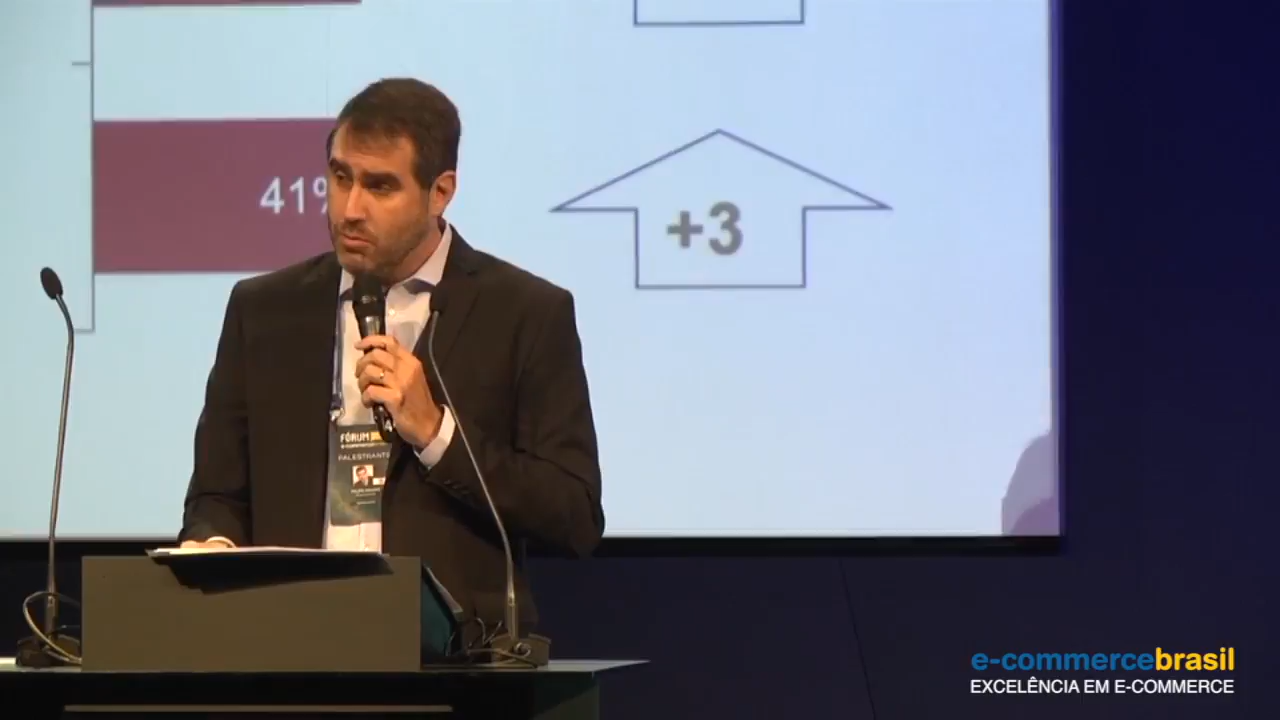 41%
+3
FÓRUM
PALESTRANTE
e-commercebrasil
EXCELÊNCIA EM E-COMMERCE